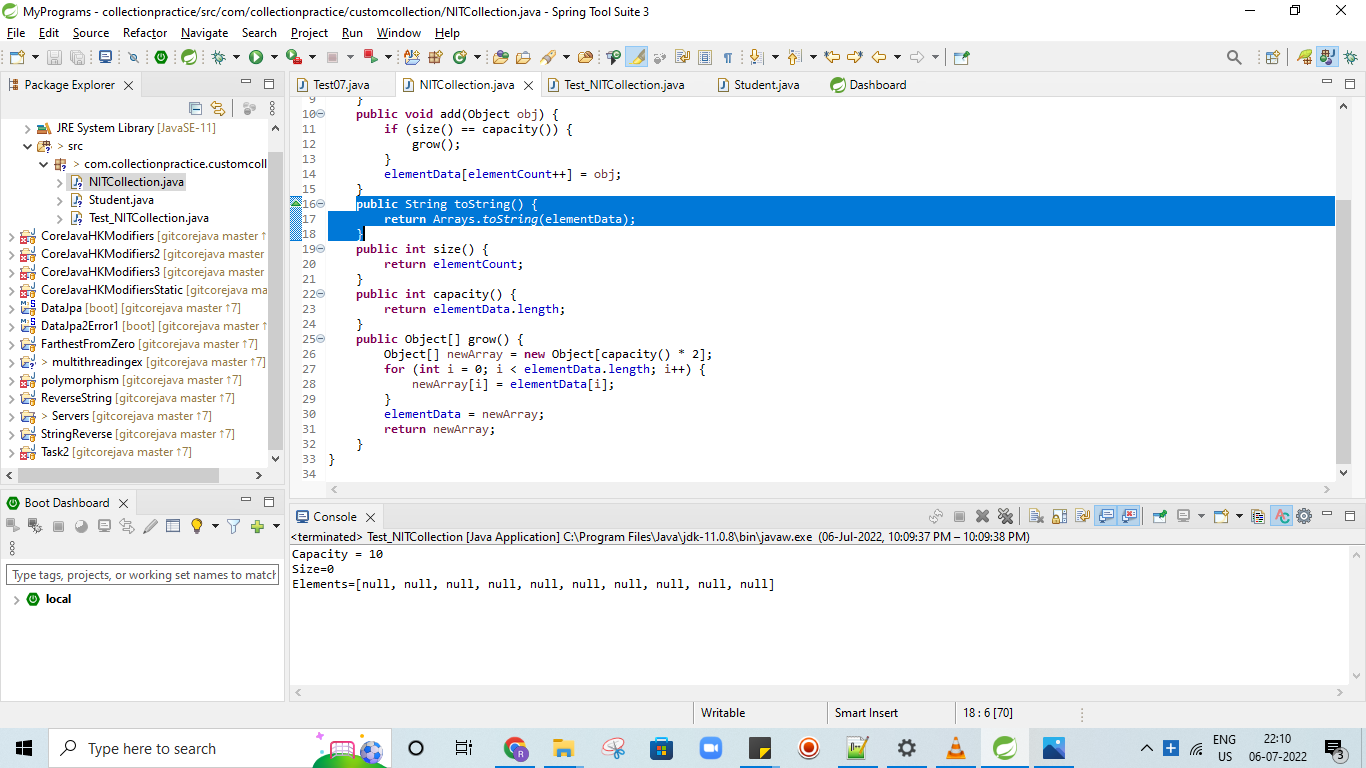 MyPrograms - collectionpractice/src/com/collectionpractice/customcollection/NITCollection.java - Spring Tool Suite 3
File Edit Source Refactor Navigate Search Project Run Window Help
Package Explorer
JRE System Library [JavaSE-11]
> src
> com.collectionpractice.customcoll
NITCollection.java
Student.java
Test_NITCollection.java
CoreJavaHKModifiers [gitcorejava master ↑
CoreJavaHKModifiers2 [gitcorejava master
CoreJavaHKModifiers3 [gitcorejava master
CoreJavaHKModifiersStatic [gitcorejava ma
DataJpa [boot] [gitcorejava master ↑7]
DataJpa2Error1 [boot] [gitcorejava master ↑
FarthestFromZero [gitcorejava master ↑7]
> multithreadingex [gitcorejava master ↑7]
polymorphism [gitcorejava master ↑7]
ReverseString [gitcorejava master ↑7]
> Servers [gitcorejava master ↑7]
StringReverse [gitcorejava master ↑7]
Task2 [gitcorejava master ↑7]
Boot Dashboard
Type tags, projects, or working set names to match
local
Test07.java NITCollection.java Test_NITCollection.java Student.java Dashboard
9 }
10 public void add(Object obj) {
11 if (size() == capacity()) {
12 grow();
13 }
14 elementData[elementCount++] = obj;
15 }
16 public String toString() {
17 return Arrays.toString(elementData);
18 }
19 public int size() {
20 return elementCount;
21 }
22 public int capacity() {
23 return elementData.length;
24 }
25 public Object[] grow() {
26 Object[] newArray = new Object[capacity() * 2];
27 for (int i = 0; i < elementData.length; i++) {
28 newArray[i] = elementData[i];
29 }
30 elementData = newArray;
31 return newArray;
32 }
33 }
34
Console
<terminated> Test_NITCollection [Java Application] C:\Program Files\Java\jdk-11.0.8\bin\javaw.exe (06-Jul-2022, 10:09:37 PM – 10:09:38 PM)
Capacity = 10
Size=0
Elements=[null, null, null, null, null, null, null, null, null, null]
Writable Smart Insert 18 : 6 [70]
Type here to search
ENG
US
22:10
06-07-2022
3